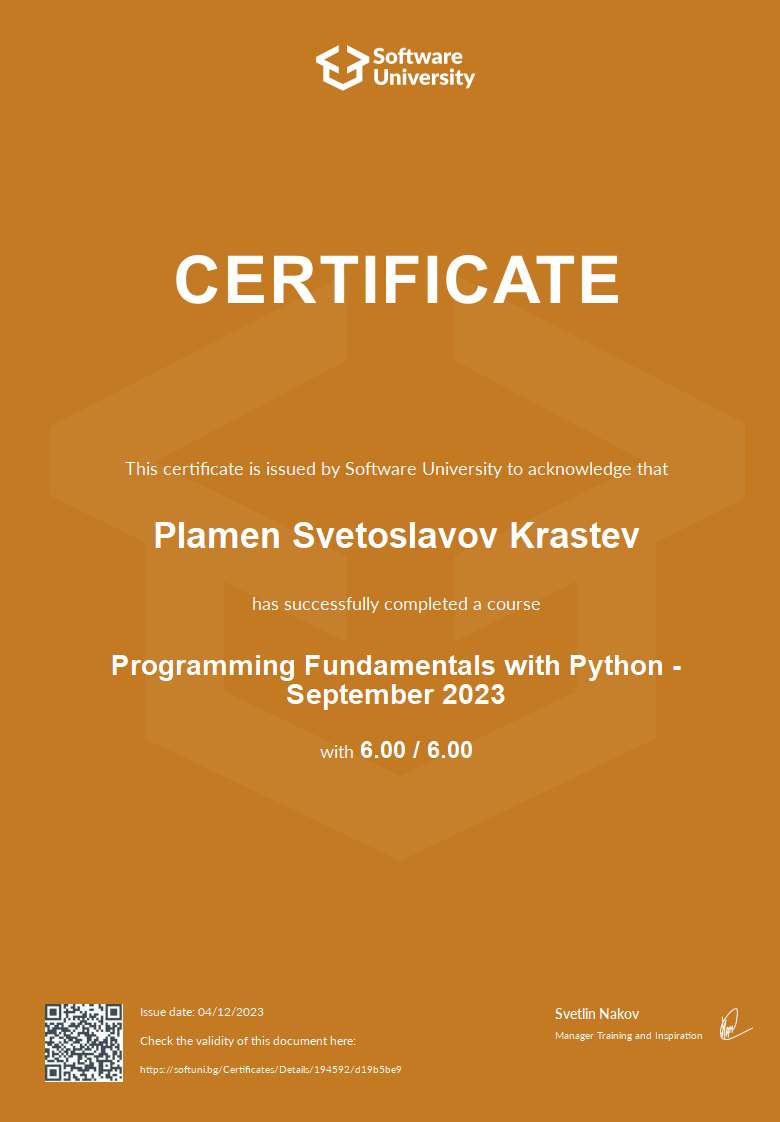 Software
University
CERTIFICATE
This certificate is issued by Software University to acknowledge that
Plamen Svetoslavov Krastev
has successfully completed a course
Programming Fundamentals with Python -
September 2023
with 6.00 / 6.00
Issue date: 04/12/2023
Check the validity of this document here:
https://softuni.bg/Certificates/Details/194592/d19b5be9
Svetlin Nakov
Manager Training and Inspiration